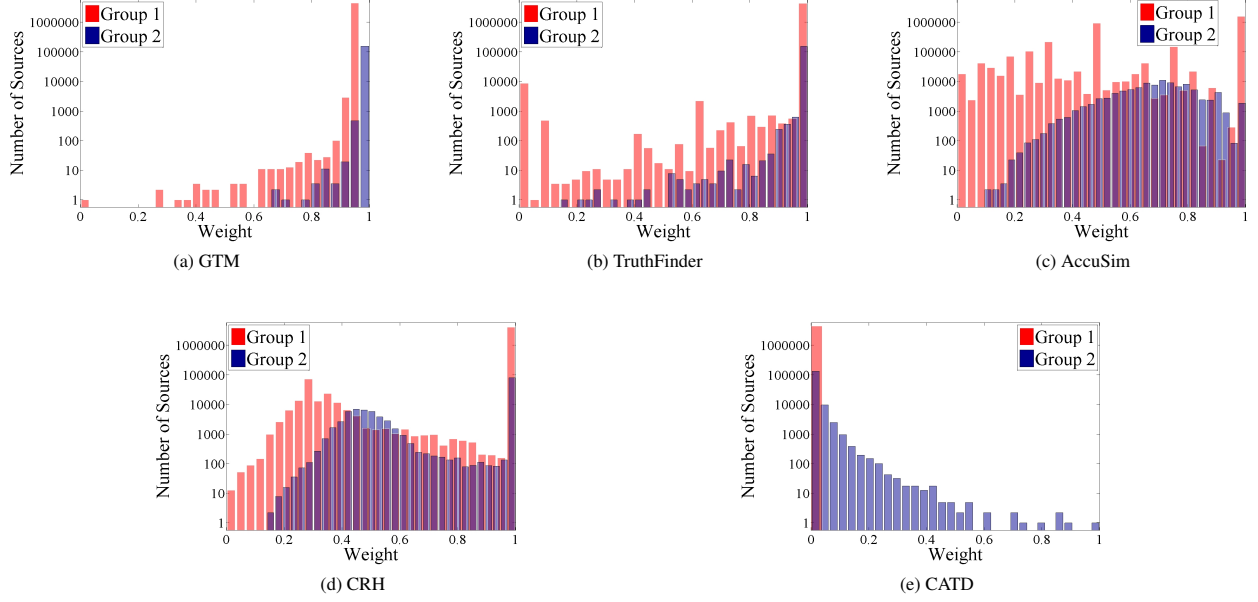 Number of Sources
1000000
100000
10000
1000
100
10
1
Group 1
Group 2
0 0.2 0.4 0.6 0.8 1
Weight
(a) GTM
Number of Sources
1000000
100000
10000
1000
100
10
1
Group 1
Group 2
0 0.2 0.4 0.6 0.8 1
Weight
(b) TruthFinder
Number of Sources
1000000
100000
10000
1000
100
10
1
Group 1
Group 2
0 0.2 0.4 0.6 0.8 1
Weight
(c) AccuSim
Number of Sources
1000000
100000
10000
1000
100
10
1
Group 1
Group 2
0 0.2 0.4 0.6 0.8 1
Weight
(d) CRH
Number of Sources
1000000
100000
10000
1000
100
10
1
Group 1
Group 2
0 0.2 0.4 0.6 0.8 1
Weight
(e) CATD